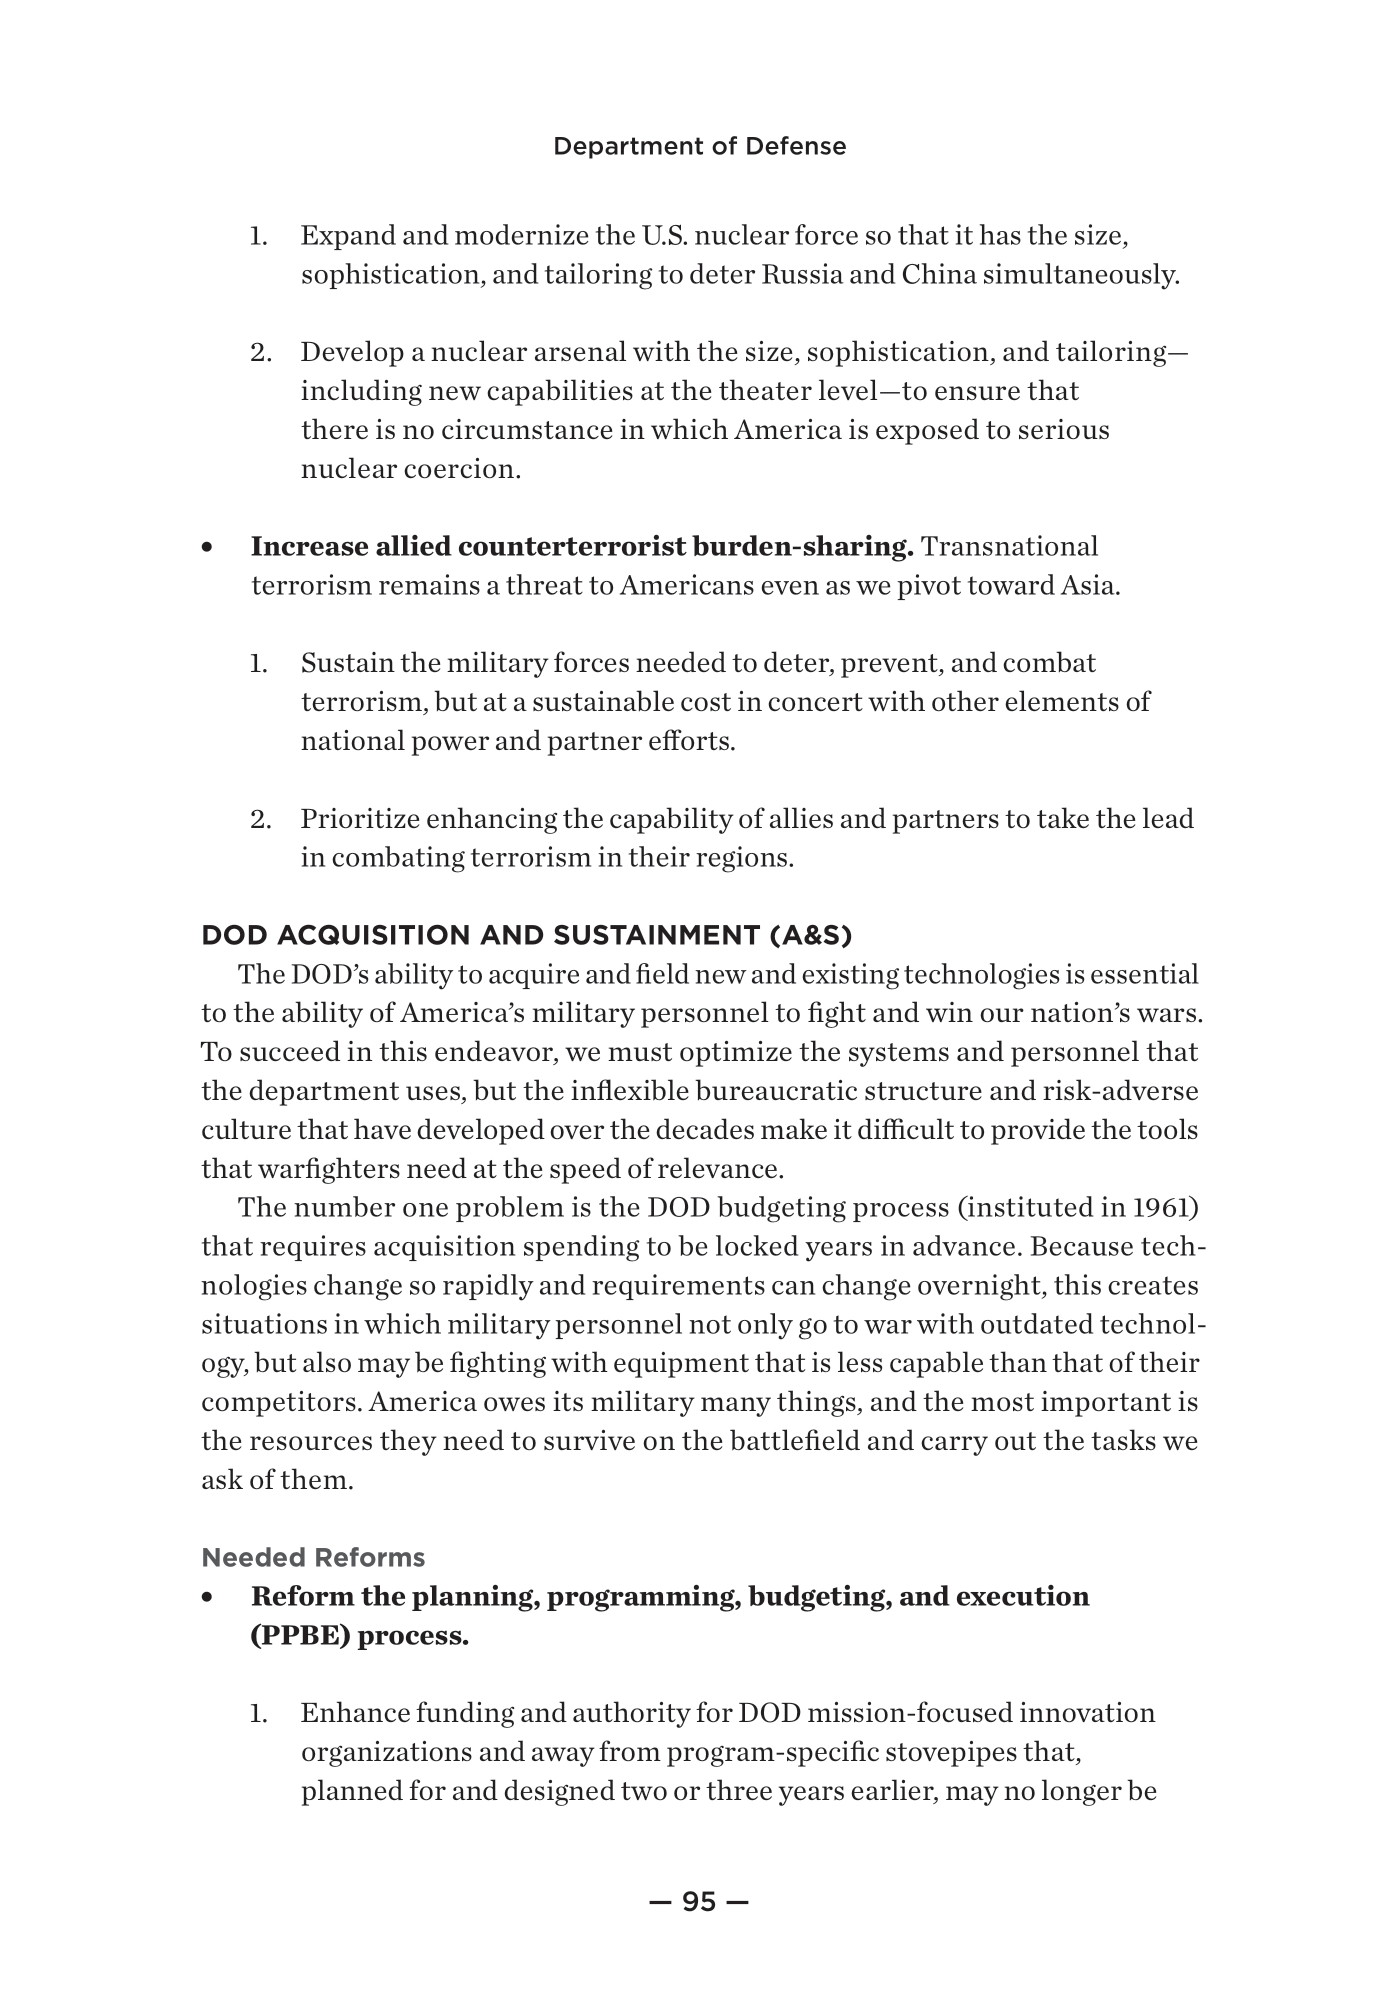 Department of Defense
1. Expand and modernize the U.S. nuclear force so that it has the size,
sophistication, and tailoring to deter Russia and China simultaneously.
2. Develop a nuclear arsenal with the size, sophistication, and tailoring—
including new capabilities at the theater level—to ensure that
there is no circumstance in which America is exposed to serious
nuclear coercion.
• Increase allied counterterrorist burden-sharing. Transnational
terrorism remains a threat to Americans even as we pivot toward Asia.
1. Sustain the military forces needed to deter, prevent, and combat
terrorism, but at a sustainable cost in concert with other elements of
national power and partner efforts.
2. Prioritize enhancing the capability of allies and partners to take the lead
in combating terrorism in their regions.
DOD ACQUISITION AND SUSTAINMENT (A&S)
The DOD’s ability to acquire and field new and existing technologies is essential
to the ability of America’s military personnel to fight and win our nation’s wars.
To succeed in this endeavor, we must optimize the systems and personnel that
the department uses, but the inflexible bureaucratic structure and risk-adverse
culture that have developed over the decades make it difficult to provide the tools
that warfighters need at the speed of relevance.
The number one problem is the DOD budgeting process (instituted in 1961)
that requires acquisition spending to be locked years in advance. Because tech-
nologies change so rapidly and requirements can change overnight, this creates
situations in which military personnel not only go to war with outdated technol-
ogy, but also may be fighting with equipment that is less capable than that of their
competitors. America owes its military many things, and the most important is
the resources they need to survive on the battlefield and carry out the tasks we
ask of them.
Needed Reforms
• Reform the planning, programming, budgeting, and execution
(PPBE) process.
1. Enhance funding and authority for DOD mission-focused innovation
organizations and away from program-specific stovepipes that,
planned for and designed two or three years earlier, may no longer be
— 95 —